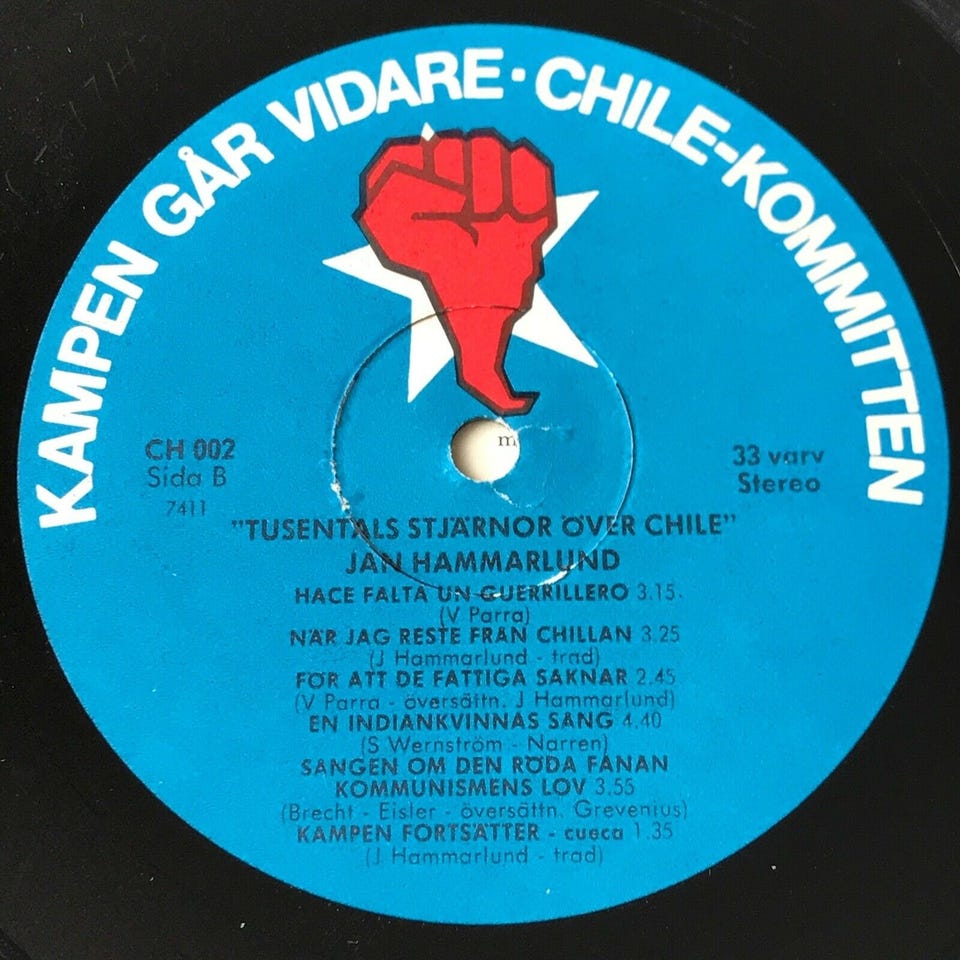 KAMPEN GÅR VIDARE · CHILE-KOMMITTEN
m
CH 002
Sida B
7411
33 varv
Stereo
"TUSENTALS STJÄRNOR ÖVER CHILE"
JAN HAMMARLUND
HACE FALTA UN GUERRILLERO 3.15
(V Parra)
NÄR JAG RESTE FRÅN CHILLAN 3.25
(J Hammarlund - trad)
FÖR ATT DE FATTIGA SAKNAR 2.45
(V Parra - översättn. J Hammarlund)
EN INDIANKVINNAS SÅNG 4.40
(S Wernström - Narren)
SÅNGEN OM DEN RÖDA FANAN
KOMMUNISMENS LOV 3.55
(Brecht - Eisler - översättn. Grevenius)
KAMPEN FORTSÄTTER - cueca 1.35
(J Hammarlund - trad)